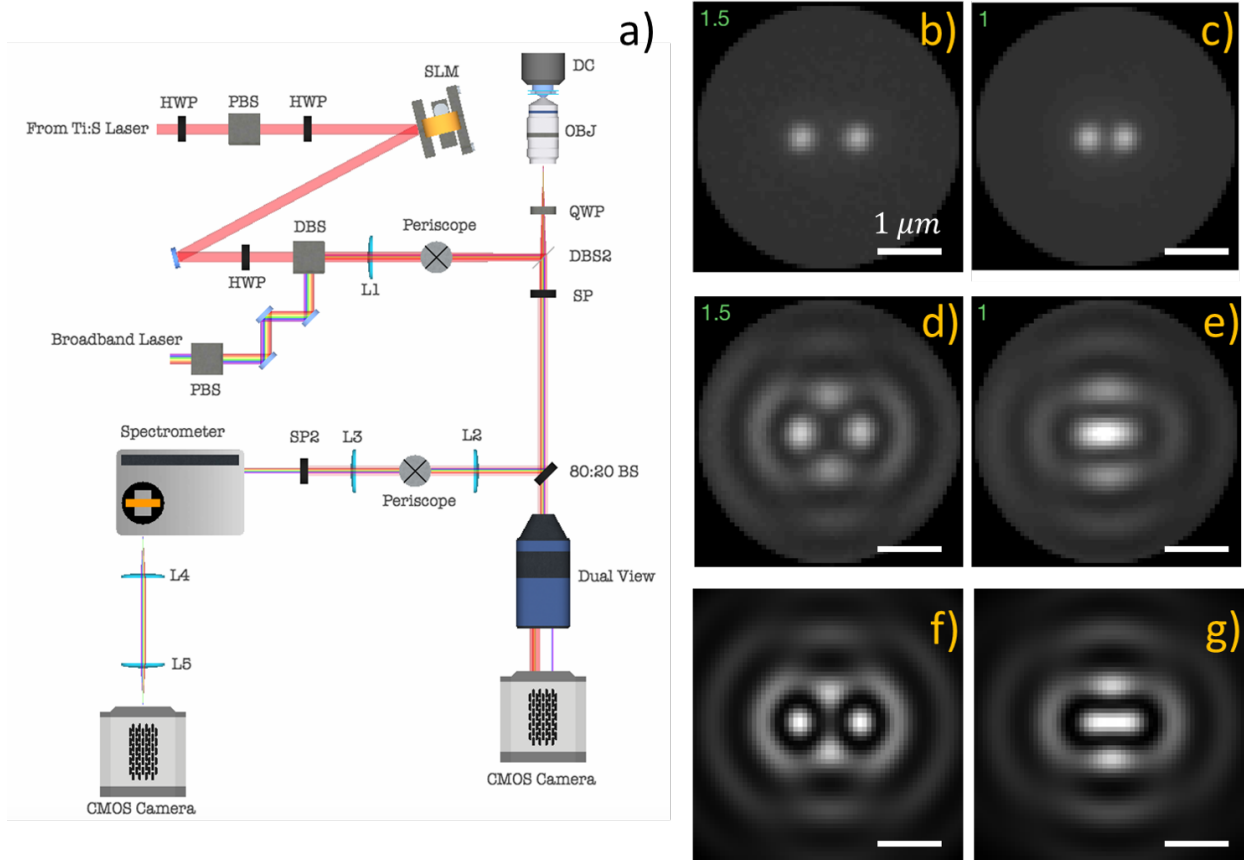 a)
SLM
DC
HWP
PBS
HWP
From Ti:S Laser
OBJ
QWP
DBS
Periscope
DBS2
HWP
L1
SP
Broadband Laser
PBS
Spectrometer
SP2
L3
L2
80:20 BS
Periscope
Dual View
L4
L5
CMOS Camera
CMOS Camera
1.5
b)
1 μm
1
c)
1.5
d)
1
e)
f)
g)